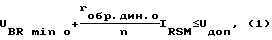 U_BR min о + (r_обр.дин.о / n) I_RSM ≤ U_доп, (1)